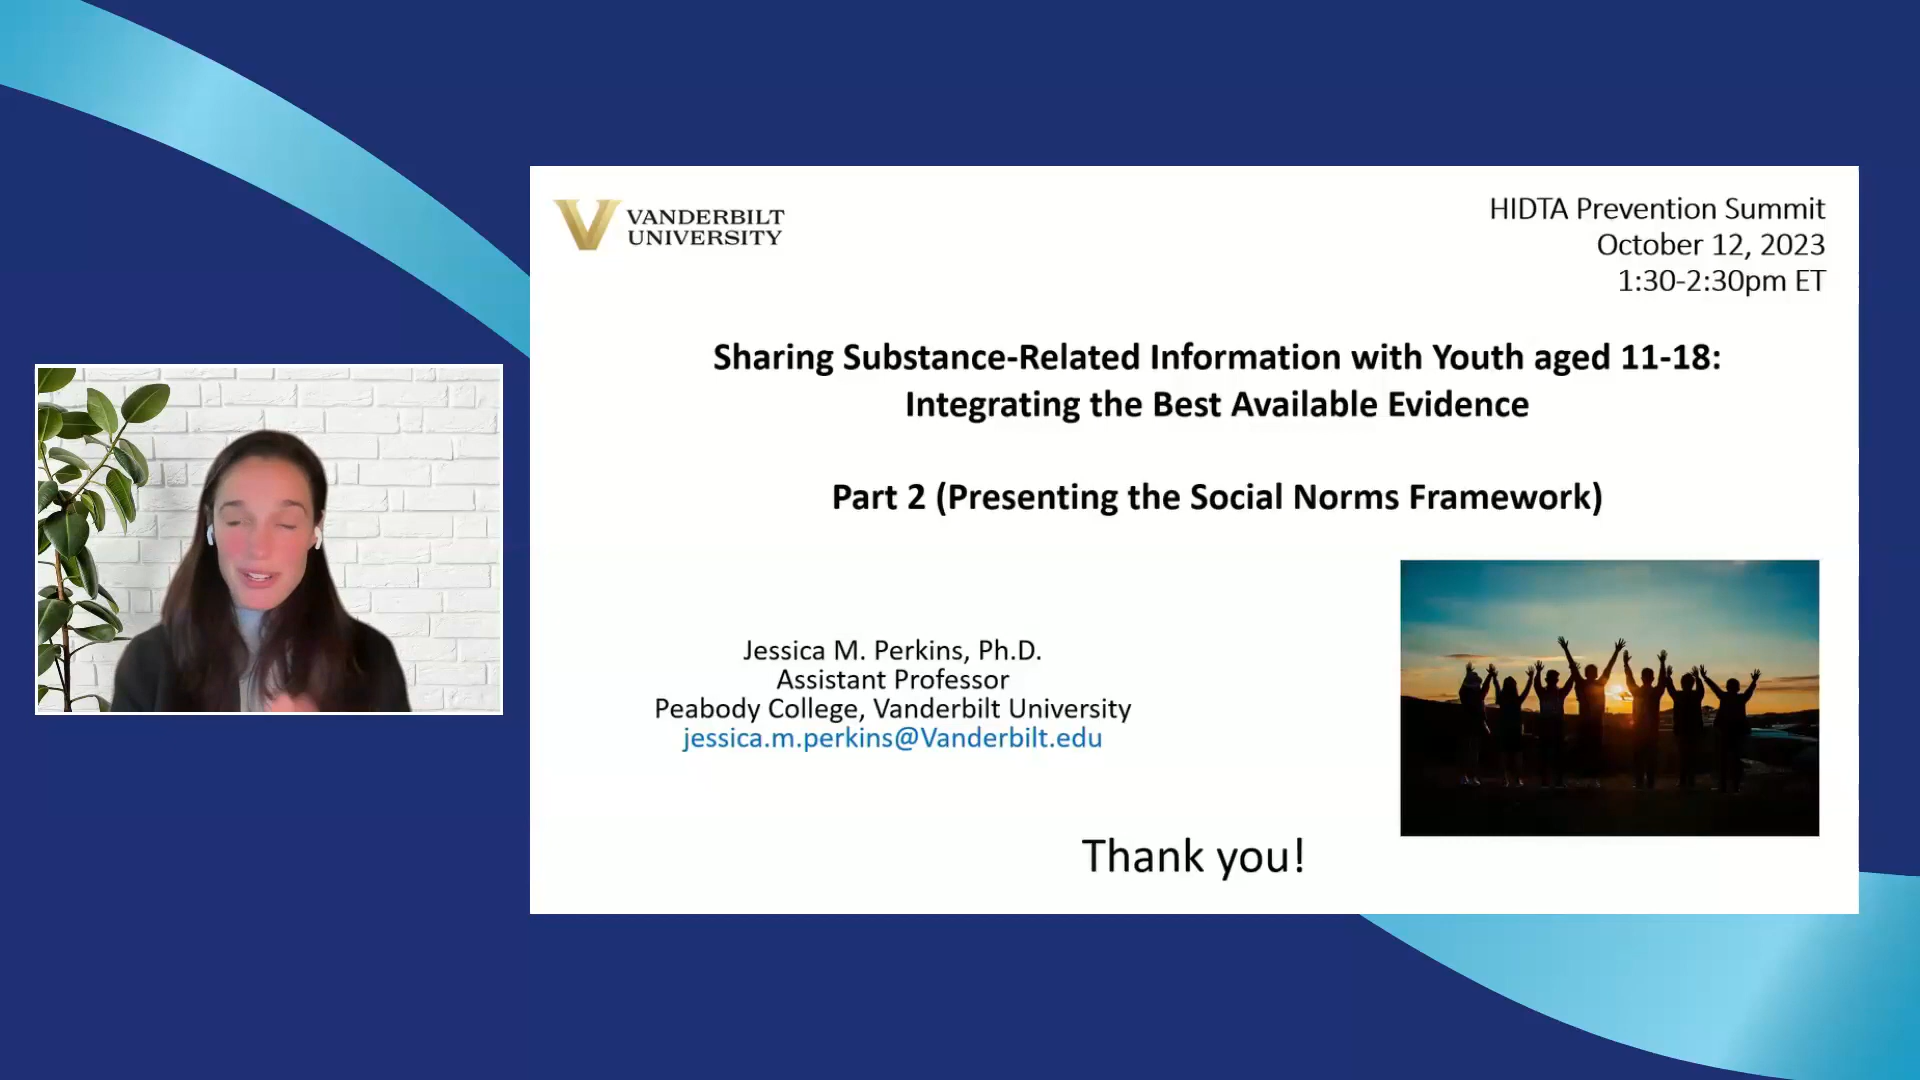 VANDERBILT
UNIVERSITY
HIDTA Prevention Summit
October 12, 2023
1:30-2:30pm ET
Sharing Substance-Related Information with Youth aged 11-18:
Integrating the Best Available Evidence
Part 2 (Presenting the Social Norms Framework)
Jessica M. Perkins, Ph.D.
Assistant Professor
Peabody College, Vanderbilt University
jessica.m.perkins@Vanderbilt.edu
Thank you!